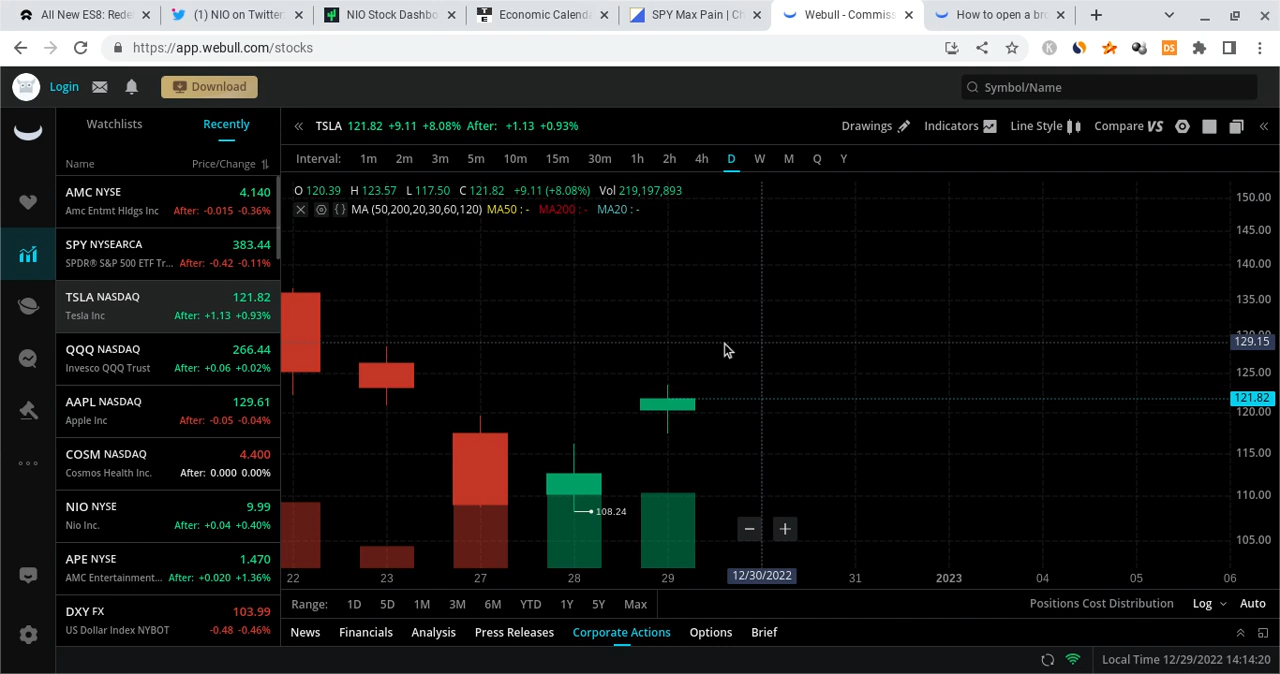 All New ES8: Rede
(1) NIO on Twitter
NIO Stock Dashbo
Economic Calend
SPY Max Pain | Ch
Webull - Commiss
How to open a bro
https://app.webull.com/stocks
Login
Download
Symbol/Name
Watchlists Recently
Name Price/Change
AMC NYSE 4.140
Amc Entmt Hldgs Inc After: -0.015 -0.36%
SPY NYSEARCA 383.44
SPDR® S&P 500 ETF Tr... After: -0.42 -0.11%
TSLA NASDAQ 121.82
Tesla Inc After: +1.13 +0.93%
QQQ NASDAQ 266.44
Invesco QQQ Trust After: +0.06 +0.02%
AAPL NASDAQ 129.61
Apple Inc After: -0.05 -0.04%
COSM NASDAQ 4.400
Cosmos Health Inc. After: 0.000 0.00%
NIO NYSE 9.99
Nio Inc. After: +0.04 +0.40%
APE NYSE 1.470
AMC Entertainment... After: +0.020 +1.36%
DXY FX 103.99
US Dollar Index NYBOT -0.48 -0.46%
TSLA 121.82 +9.11 +8.08% After: +1.13 +0.93%
Drawings Indicators Line Style Compare VS
Interval: 1m 2m 3m 5m 10m 15m 30m 1h 2h 4h D W M Q Y
O 120.39 H 123.57 L 117.50 C 121.82 +9.11 (+8.08%) Vol 219,197,893
MA (50,200,20,30,60,120) MA50 : - MA200 : - MA20 : -
150.00
145.00
140.00
135.00
130.00
129.15
125.00
121.82
120.00
115.00
110.00
105.00
108.24
22 23 27 28 29 12/30/2022 31 2023 04 05 06
Range: 1D 5D 1M 3M 6M YTD 1Y 5Y Max
Positions Cost Distribution Log Auto
News Financials Analysis Press Releases Corporate Actions Options Brief
Local Time 12/29/2022 14:14:20